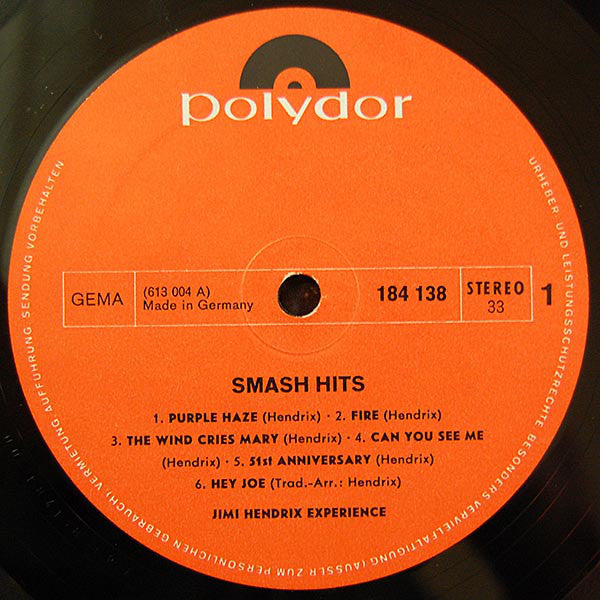 polydor
GEMA
(613 004 A)
Made in Germany
184 138
STEREO
33
1
SMASH HITS
1. PURPLE HAZE (Hendrix) · 2. FIRE (Hendrix)
3. THE WIND CRIES MARY (Hendrix) · 4. CAN YOU SEE ME
(Hendrix) · 5. 51st ANNIVERSARY (Hendrix)
6. HEY JOE (Trad.-Arr.: Hendrix)
JIMI HENDRIX EXPERIENCE
URHEBER- UND LEISTUNGSSCHUTZRECHTE BESONDERS VERVIELFÄLTIGUNG (AUSSER ZUM PERSÖNLICHEN GEBRAUCH) VERMIETUNG · AUFFÜHRUNG · SENDUNG VORBEHALTEN